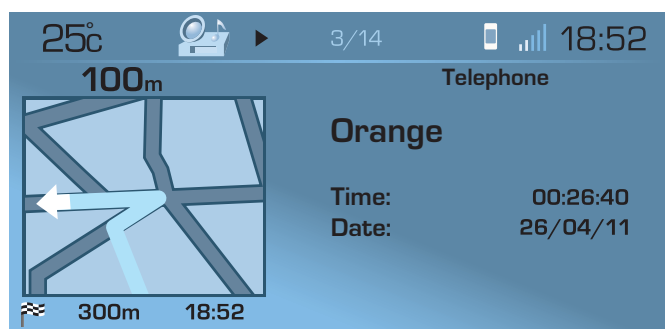 25°c 3/14 18:52
100m Telephone
Orange
Time: 00:26:40
Date: 26/04/11
300m 18:52